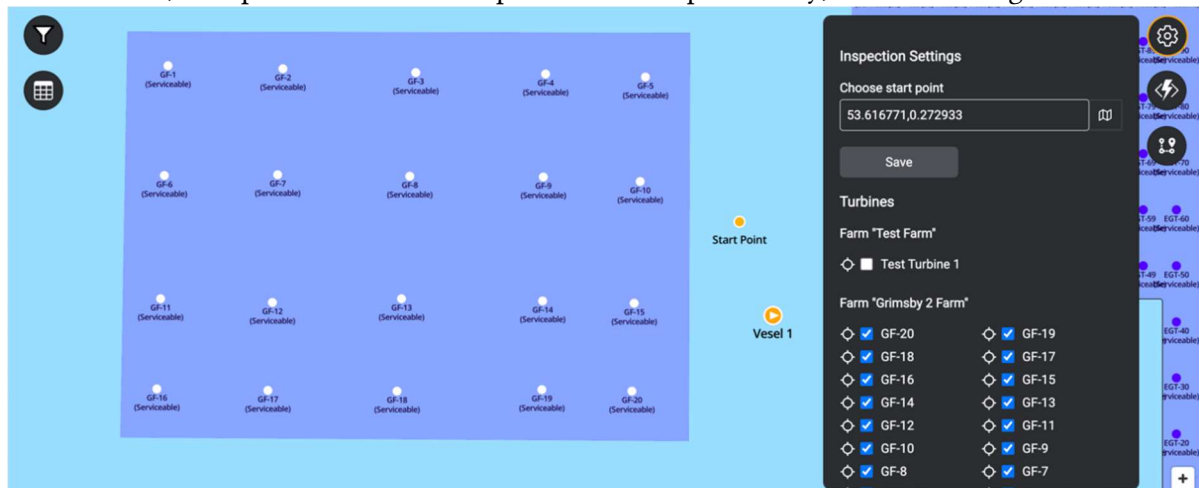 GF-1
(Serviceable)
GF-2
(Serviceable)
GF-3
(Serviceable)
GF-4
(Serviceable)
GF-5
(Serviceable)
GF-6
(Serviceable)
GF-7
(Serviceable)
GF-8
(Serviceable)
GF-9
(Serviceable)
GF-10
(Serviceable)
GF-11
(Serviceable)
GF-12
(Serviceable)
GF-13
(Serviceable)
GF-14
(Serviceable)
GF-15
(Serviceable)
GF-16
(Serviceable)
GF-17
(Serviceable)
GF-18
(Serviceable)
GF-19
(Serviceable)
GF-20
(Serviceable)
Start Point
Vesel 1
Inspection Settings
Choose start point
53.616771,0.272933
Save
Turbines
Farm "Test Farm"
Test Turbine 1
Farm "Grimsby 2 Farm"
GF-20 GF-19
GF-18 GF-17
GF-16 GF-15
GF-14 GF-13
GF-12 GF-11
GF-10 GF-9
GF-8 GF-7
EGT-60
EGT-50
EGT-40
EGT-30
EGT-20
+